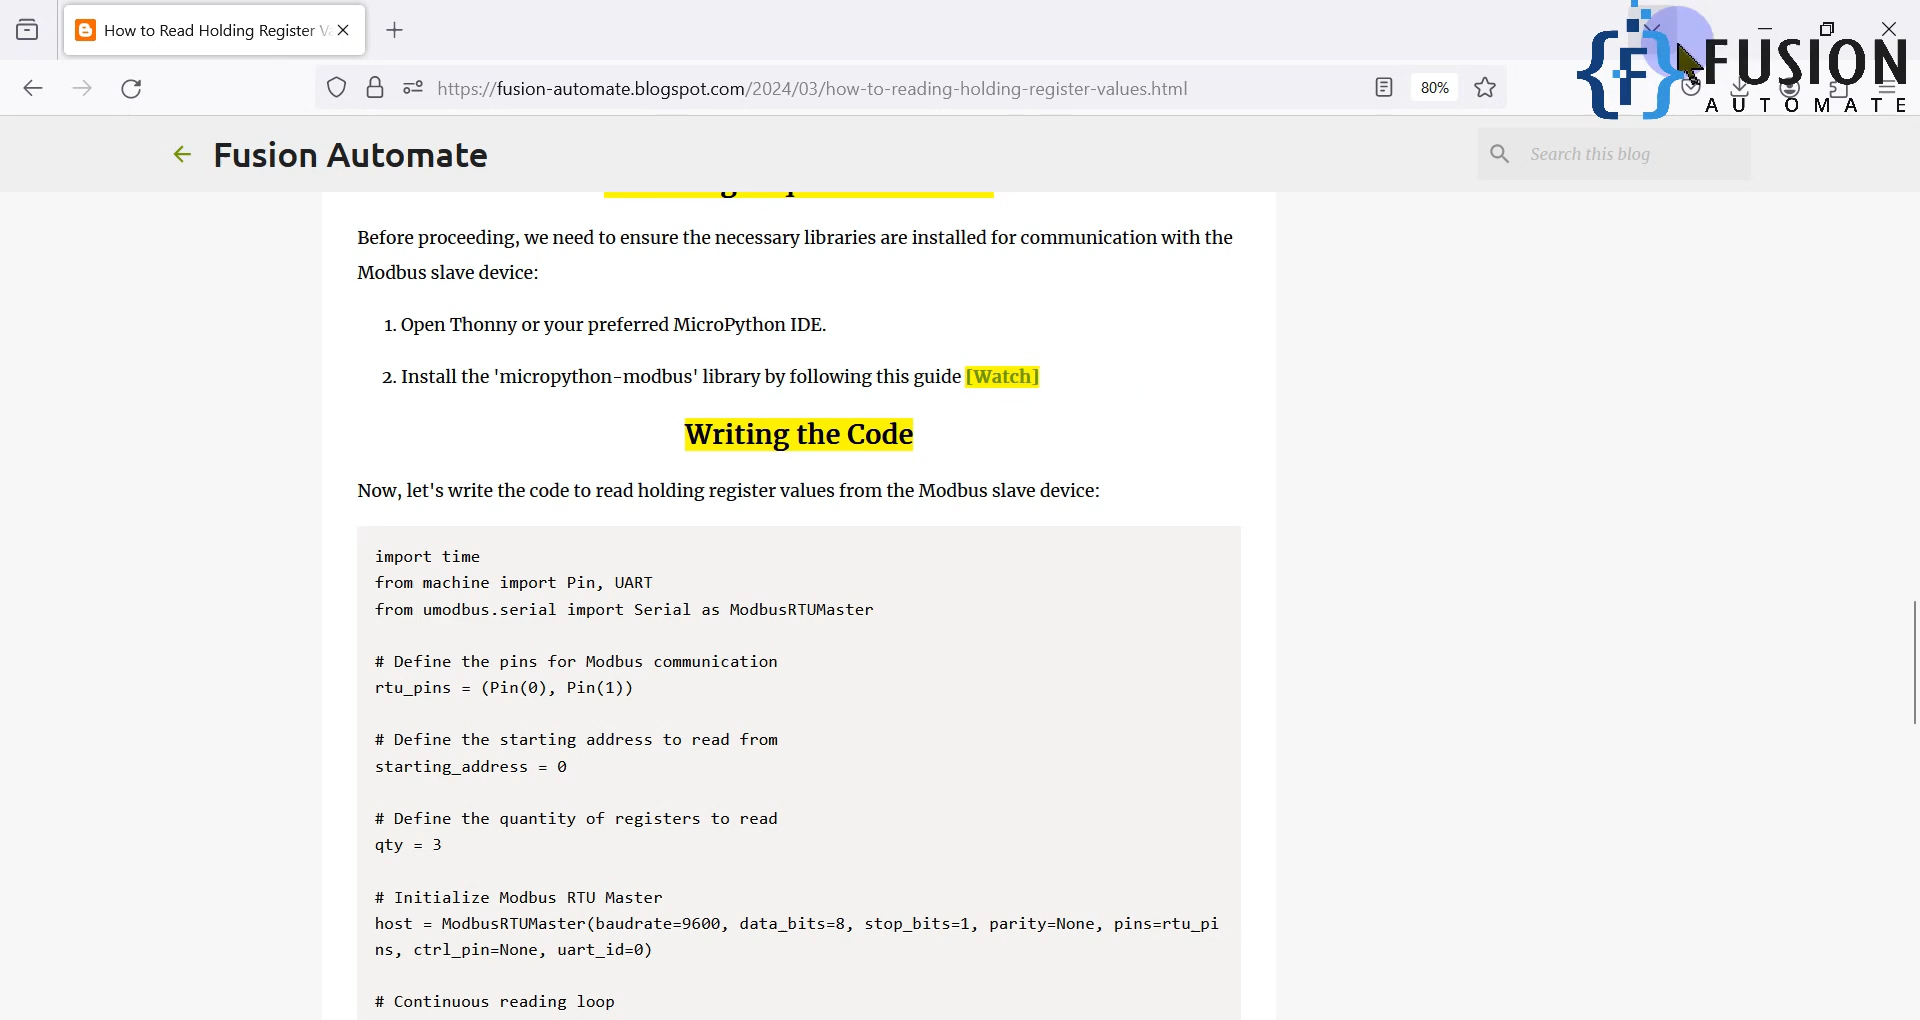 How to Read Holding Register V
https://fusion-automate.blogspot.com/2024/03/how-to-reading-holding-register-values.html
80%
FUSION
AUTOMATE
Fusion Automate
Search this blog
Before proceeding, we need to ensure the necessary libraries are installed for communication with the
Modbus slave device:
1. Open Thonny or your preferred MicroPython IDE.
2. Install the 'micropython-modbus' library by following this guide [Watch]
Writing the Code
Now, let's write the code to read holding register values from the Modbus slave device:
import time
from machine import Pin, UART
from umodbus.serial import Serial as ModbusRTUMaster
# Define the pins for Modbus communication
rtu_pins = (Pin(0), Pin(1))
# Define the starting address to read from
starting_address = 0
# Define the quantity of registers to read
qty = 3
# Initialize Modbus RTU Master
host = ModbusRTUMaster(baudrate=9600, data_bits=8, stop_bits=1, parity=None, pins=rtu_pi
ns, ctrl_pin=None, uart_id=0)
# Continuous reading loop